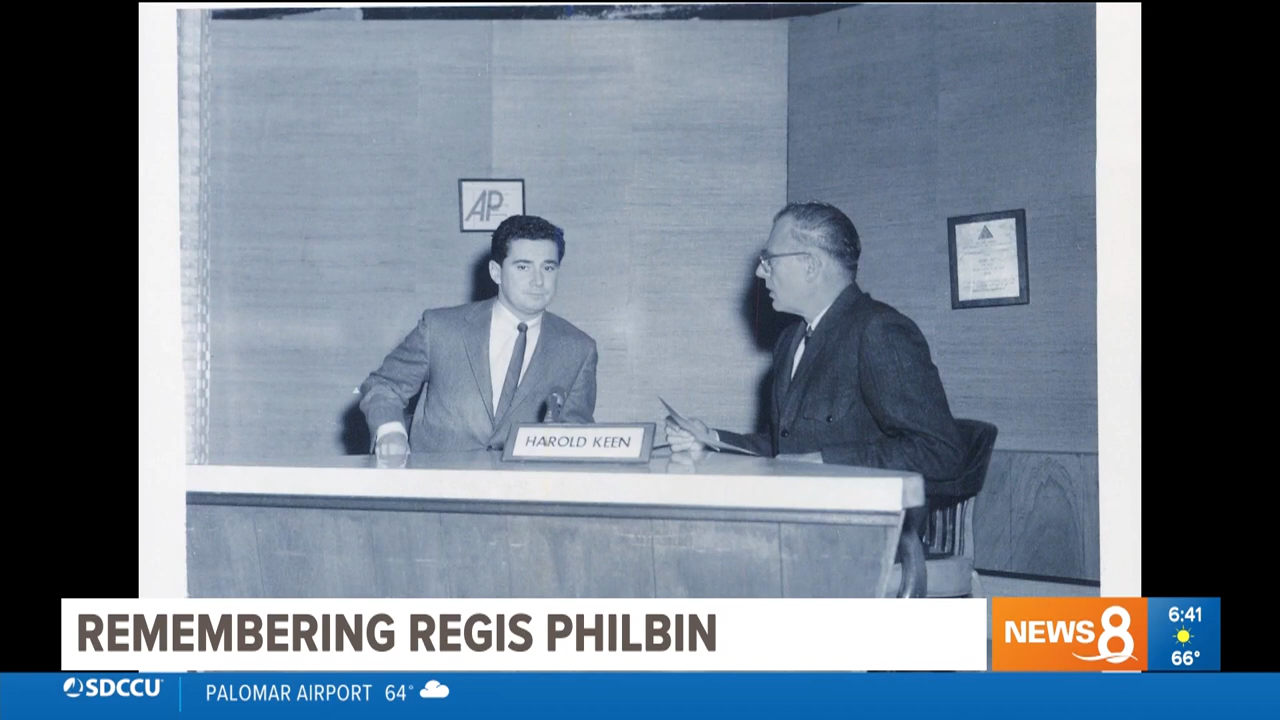 AP
HAROLD KEEN
REMEMBERING REGIS PHILBIN
NEWS 8
6:41
66°
SDCCU
PALOMAR AIRPORT 64°